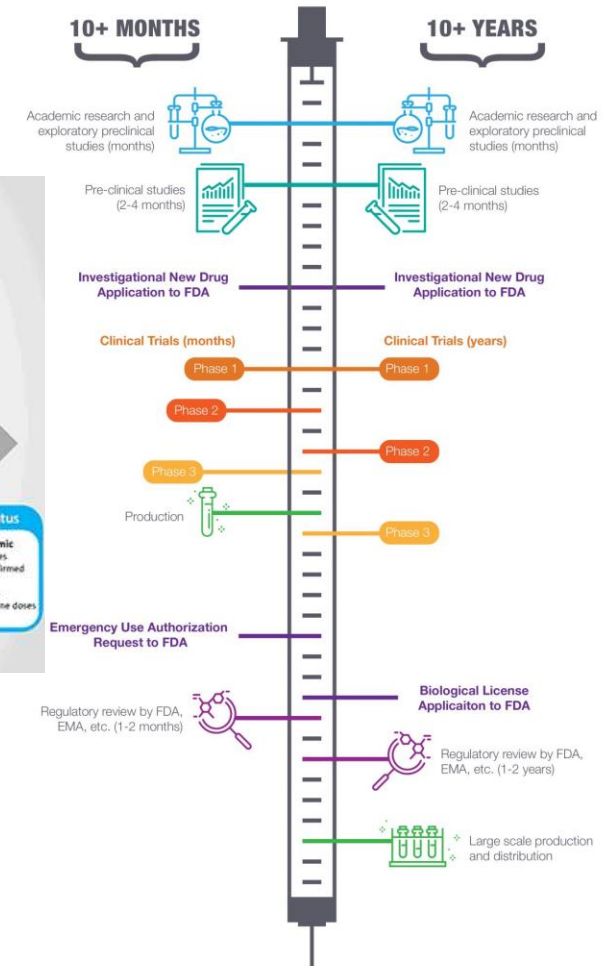 10+ MONTHS
10+ YEARS
Academic research and
exploratory preclinical
studies (months)
Academic research and
exploratory preclinical
studies (months)
Pre-clinical studies
(2-4 months)
Pre-clinical studies
(2-4 months)
Investigational New Drug
Application to FDA
Investigational New Drug
Application to FDA
Clinical Trials (months)
Clinical Trials (years)
Phase 1
Phase 1
Phase 2
Phase 2
Phase 3
Production
Phase 3
ne doses
Emergency Use Authorization
Request to FDA
Biological License
Applicaiton to FDA
Regulatory review by FDA,
EMA, etc. (1-2 months)
Regulatory review by FDA,
EMA, etc. (1-2 years)
Large scale production
and distribution